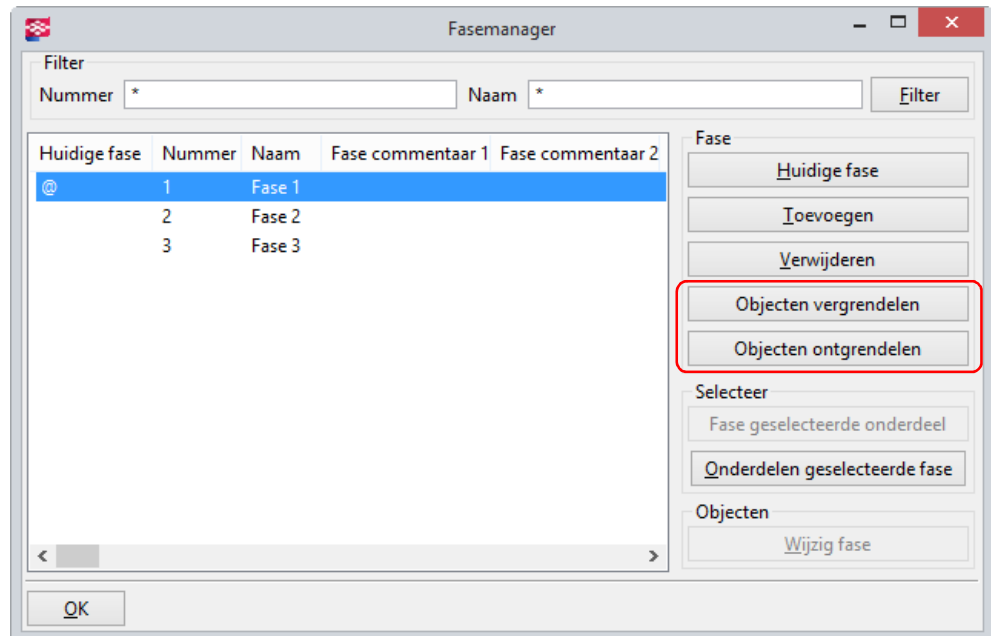 Fasemanager
Filter
Nummer * Naam * Filter
Huidige fase Nummer Naam Fase commentaar 1 Fase commentaar 2
@ 1 Fase 1
2 Fase 2
3 Fase 3
Fase
Huidige fase
Toevoegen
Verwijderen
Objecten vergrendelen
Objecten ontgrendelen
Selecteer
Fase geselecteerde onderdeel
Onderdelen geselecteerde fase
Objecten
Wijzig fase
OK